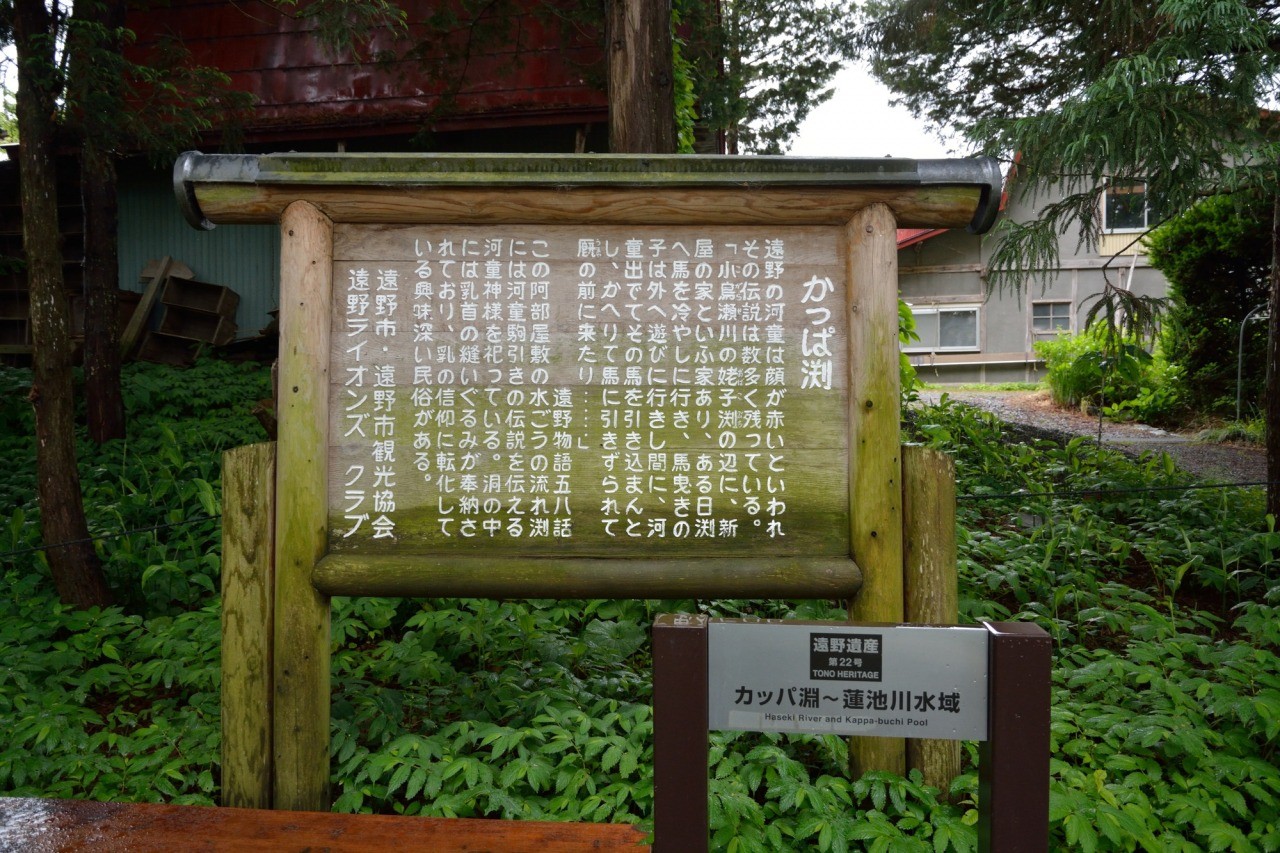 かっぱ渕
遠野の河童は顔が赤いといわれ
その伝説は数多く残っている。
「小烏瀬川の姥子渕の辺に、新
屋の家といふ家あり、ある日渕
へ馬を冷やしに行き、馬曳きの
子は外へ遊びに行きし間に、河
童出でてその馬を引き込まんと
し、かへりて馬に引きずられて
厩の前に来たり……」
遠野物語五八話
この阿部屋敷の水ごうの流れ渕
には河童駒引きの伝説を伝える
河童神様を祀っている。洞の中
には乳首の縫いぐるみが奉納さ
れており、乳の信仰に転化して
いる興味深い民俗がある。
遠野市・遠野市観光協会
遠野ライオンズ クラブ
遠野遺産
第22号
TONO HERITAGE
カッパ淵～蓮池川水域
Haseki River and Kappa-buchi Pool